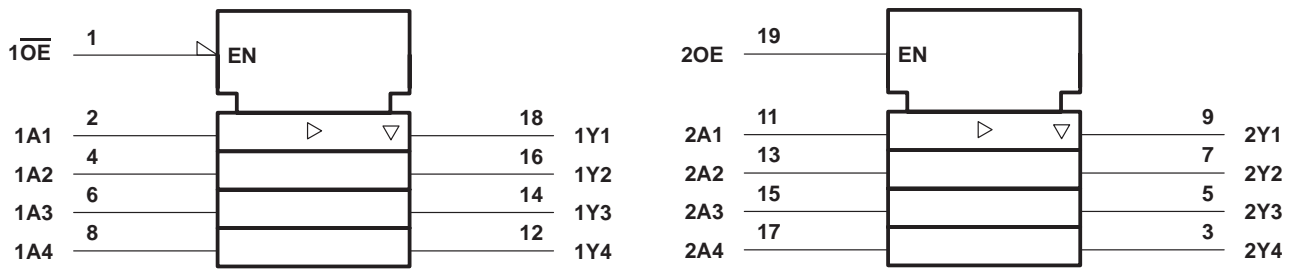 1O̅E̅ 1 EN 2OE 19 EN
1A1 2 18 1Y1 2A1 11 9 2Y1
1A2 4 16 1Y2 2A2 13 7 2Y2
1A3 6 14 1Y3 2A3 15 5 2Y3
1A4 8 12 1Y4 2A4 17 3 2Y4